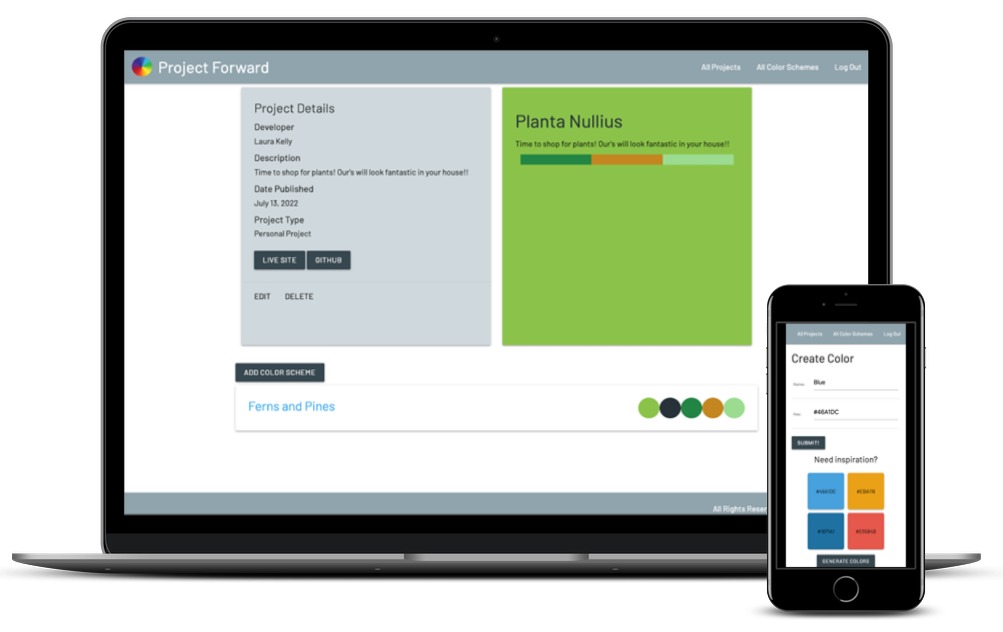 Project Forward
All Projects
All Color Schemes
Log Out
Project Details
Developer
Laura Kelly
Description
Time to shop for plants! Our's will look fantastic in your house!!
Date Published
July 13, 2022
Project Type
Personal Project
LIVE SITE
GITHUB
EDIT
DELETE
Planta Nullius
Time to shop for plants! Our's will look fantastic in your house!!
ADD COLOR SCHEME
Ferns and Pines
All Rights Reser
All Projects
All Color Schemes
Log Out
Create Color
Name:
Blue
Hex:
#46A1DC
SUBMIT!
Need inspiration?
#46A1DC
GENERATE COLORS